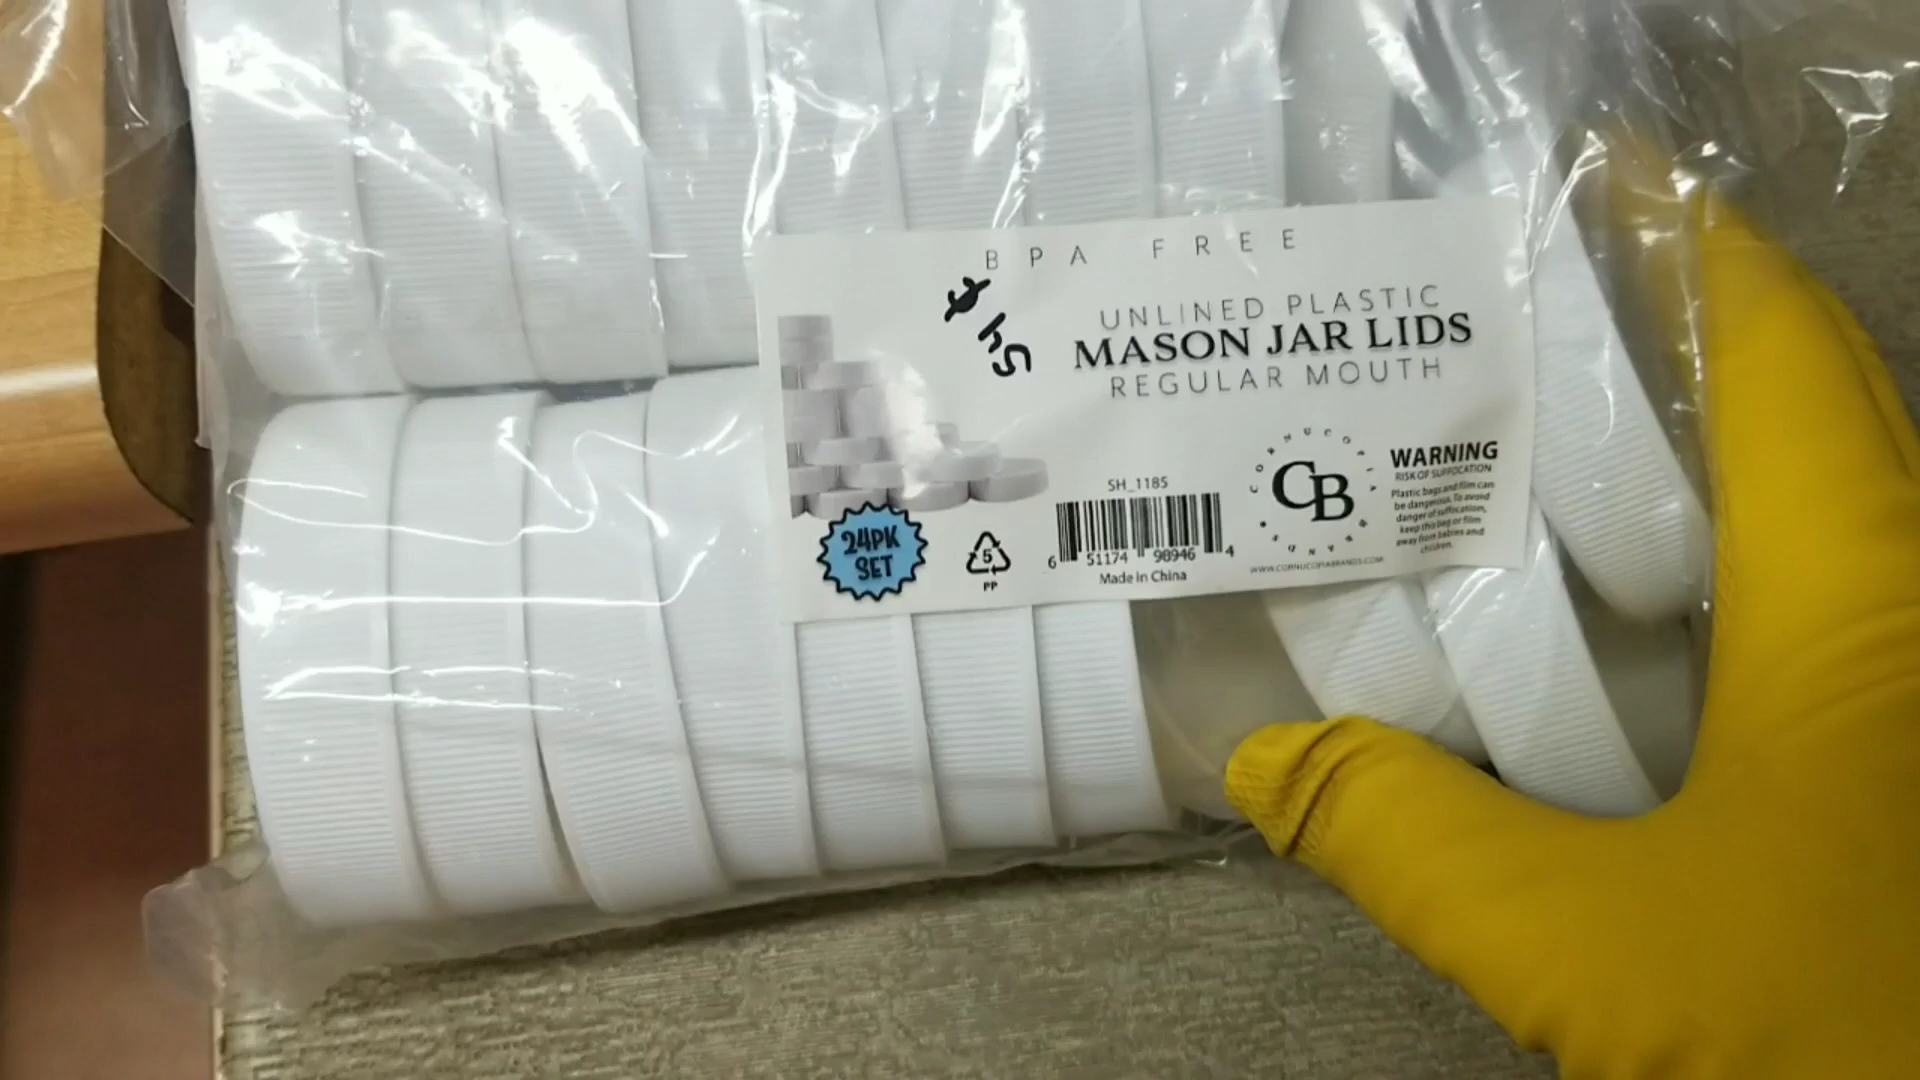 BPA FREE
UNLINED PLASTIC
MASON JAR LIDS
REGULAR MOUTH
24PK
SET
5
PP
SH_1185
6 51174 98946 4
Made in China
CORNUCOPIA
BRANDS
CB
WWW.CORNUCOPIABRANDS.COM
WARNING
RISK OF SUFFOCATION
Plastic bags and film can
be dangerous. To avoid
danger of suffocation,
keep this bag or film
away from babies and
children.